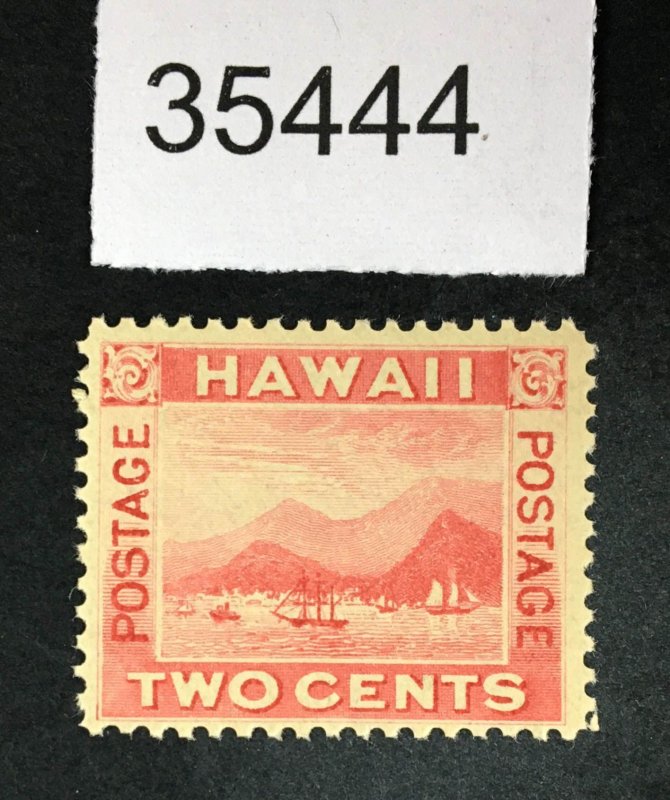 35444
HAWAII
POSTAGE
POSTAGE
TWO CENTS